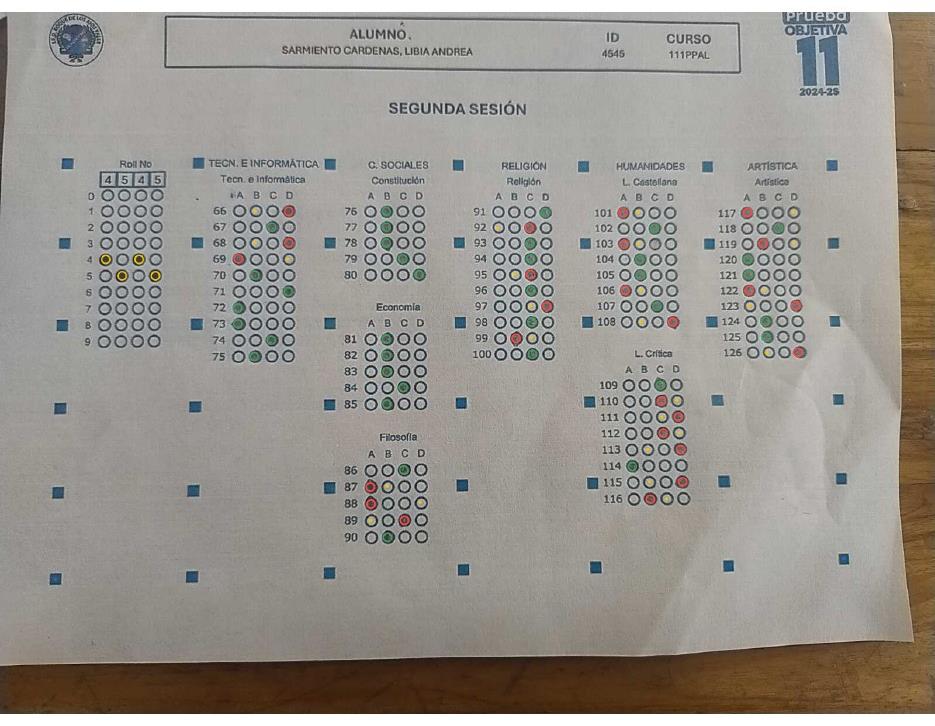 Prueba
OBJETIVA
11
2024-25
ALUMNO
SARMIENTO CARDENAS, LIBIA ANDREA
ID
4545
CURSO
111PPAL
SEGUNDA SESIÓN
Roll No
4 5 4 5
0
1
2
3
4
5
6
7
8
9
TECN. E INFORMÁTICA
Tecn. e Informática
A B C D
66
67
68
69
70
71
72
73
74
75
C. SOCIALES
Constitución
A B C D
76
77
78
79
80
Economía
A B C D
81
82
83
84
85
Filosofía
A B C D
86
87
88
89
90
RELIGIÓN
Religión
A B C D
91
92
93
94
95
96
97
98
99
100
HUMANIDADES
L. Castellana
A B C D
101
102
103
104
105
106
107
108
L. Crítica
A B C D
109
110
111
112
113
114
115
116
ARTÍSTICA
Artística
A B C D
117
118
119
120
121
122
123
124
125
126